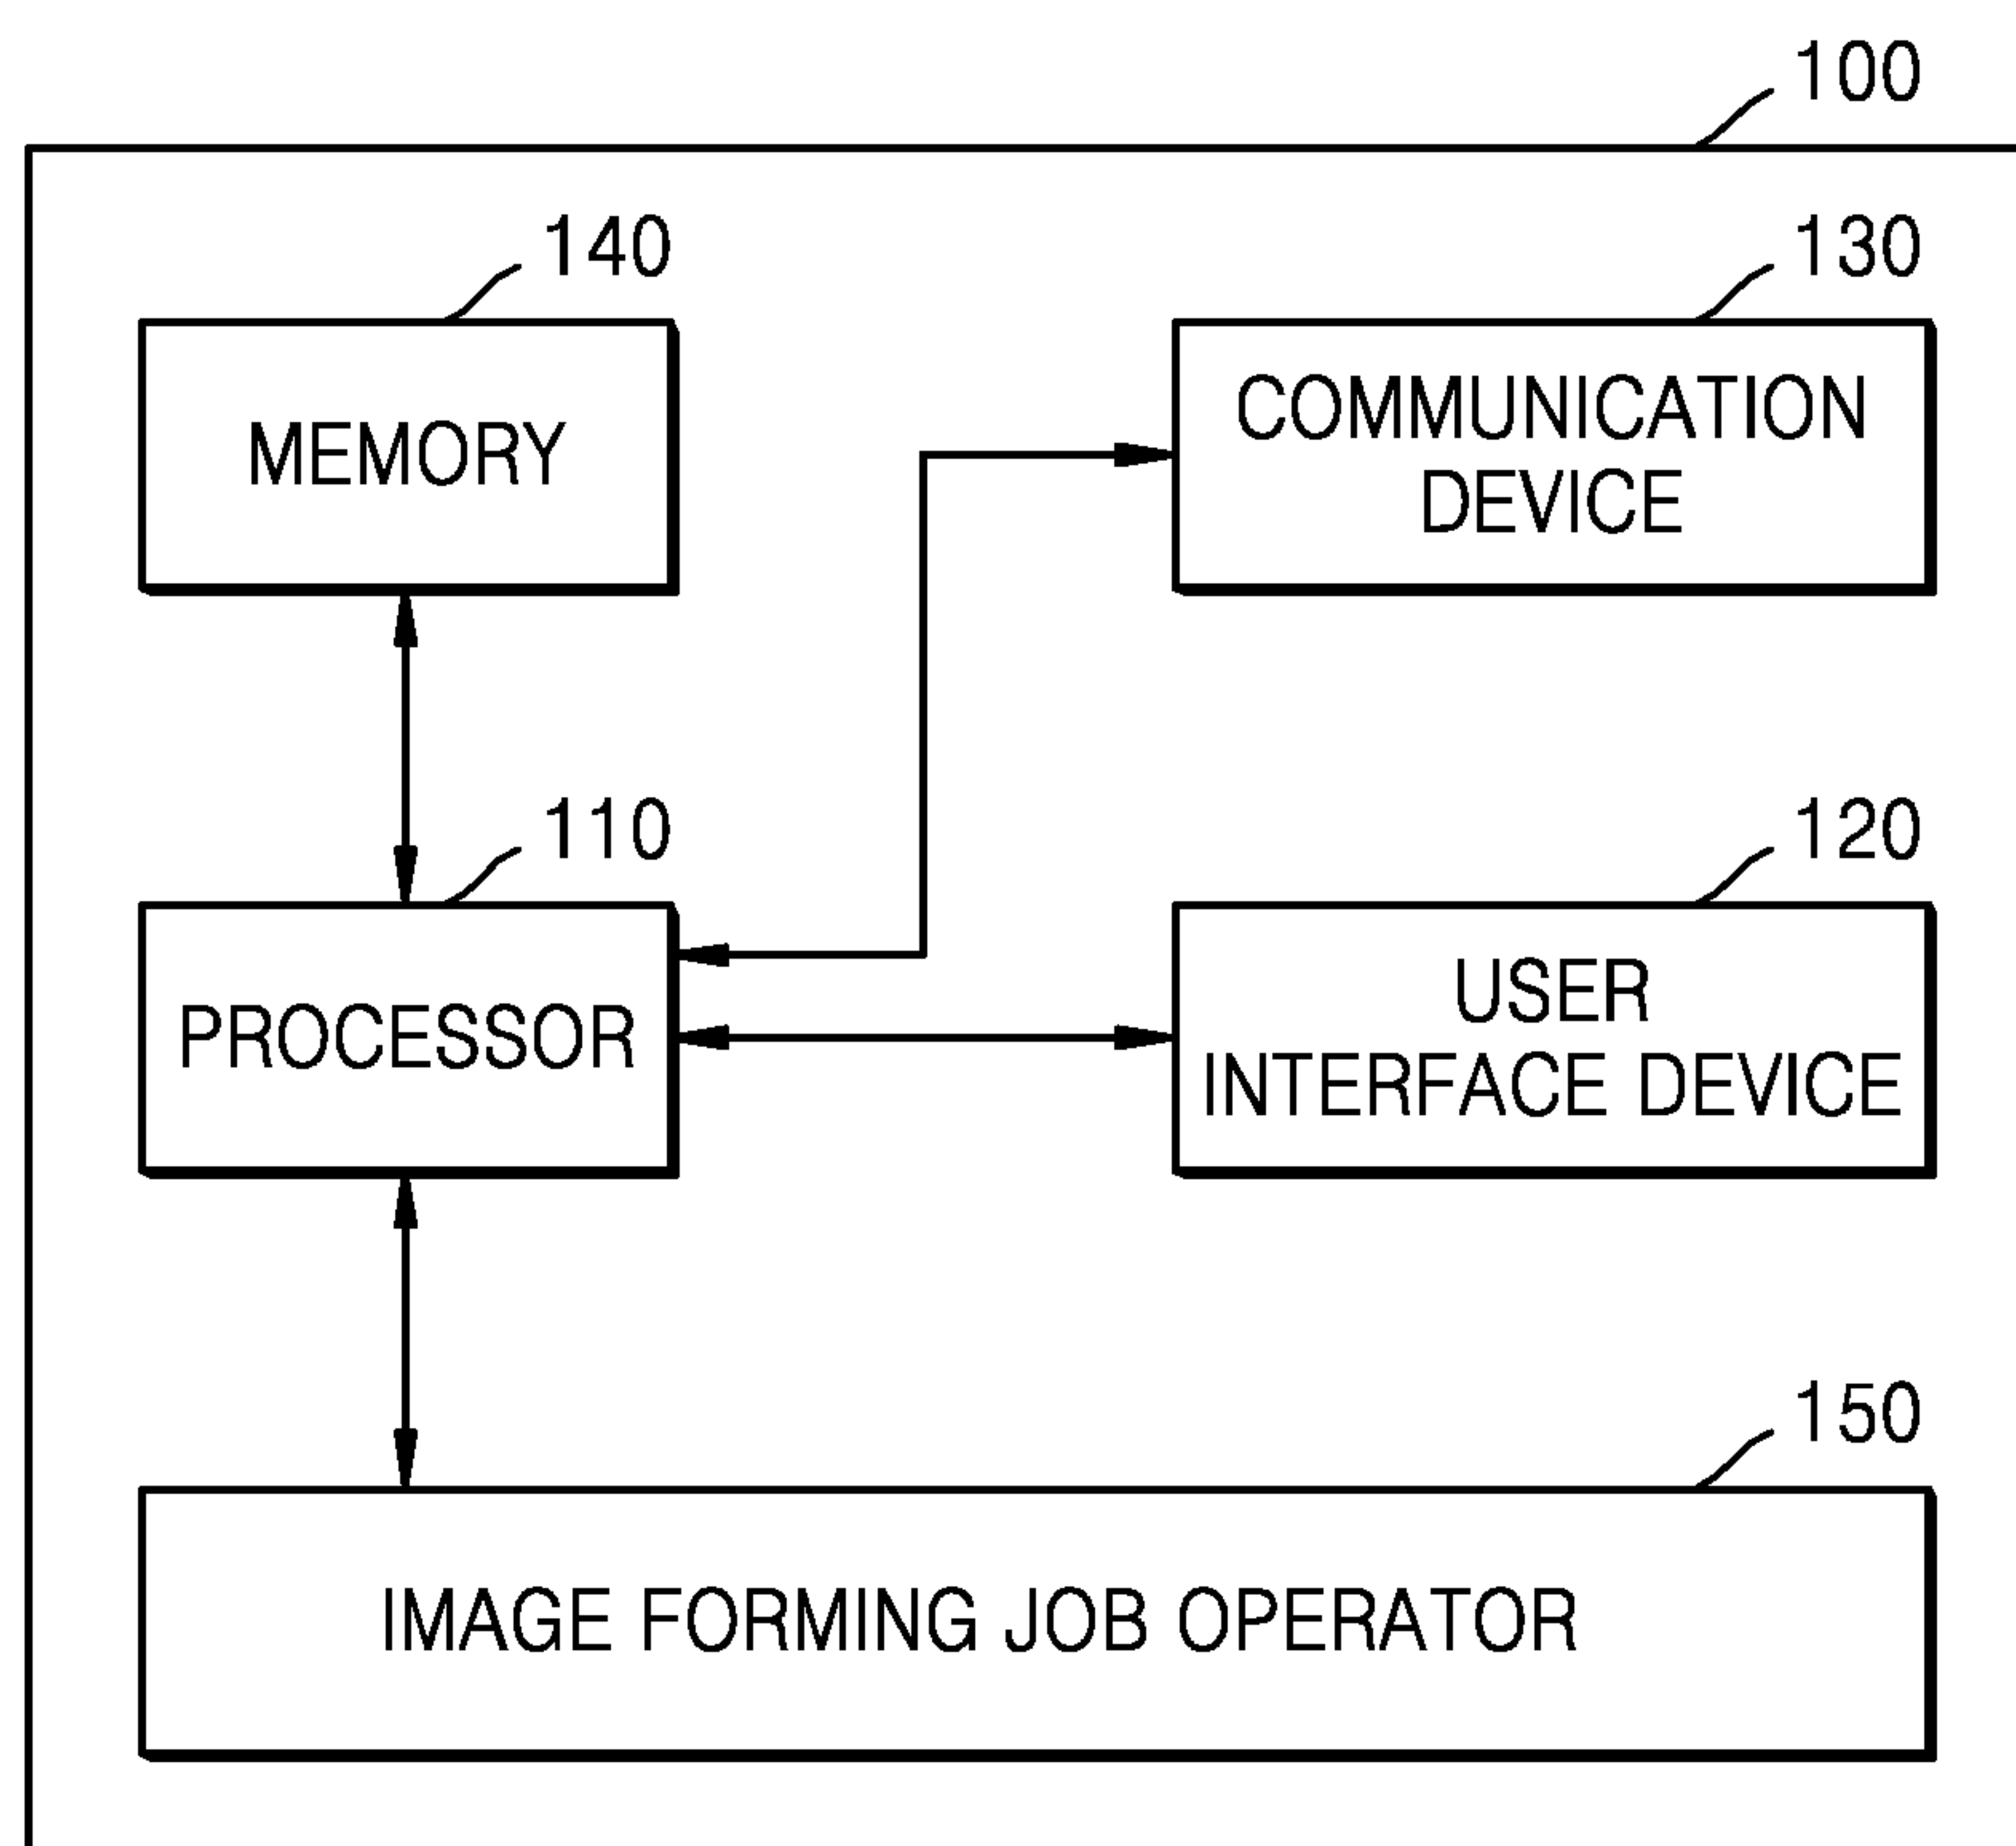 100
140
130
MEMORY
COMMUNICATION
DEVICE
110
120
PROCESSOR
USER
INTERFACE DEVICE
150
IMAGE FORMING JOB OPERATOR